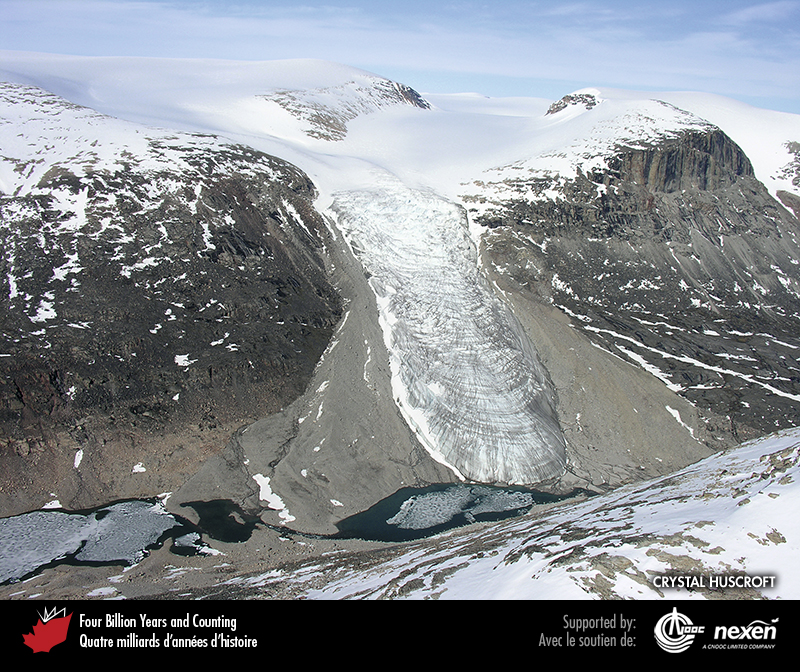 CRYSTAL HUSCROFT
Four Billion Years and Counting
Quatre milliards d'années d'histoire
Supported by:
Avec le soutien de:
CNOOC
nexen
A CNOOC LIMITED COMPANY